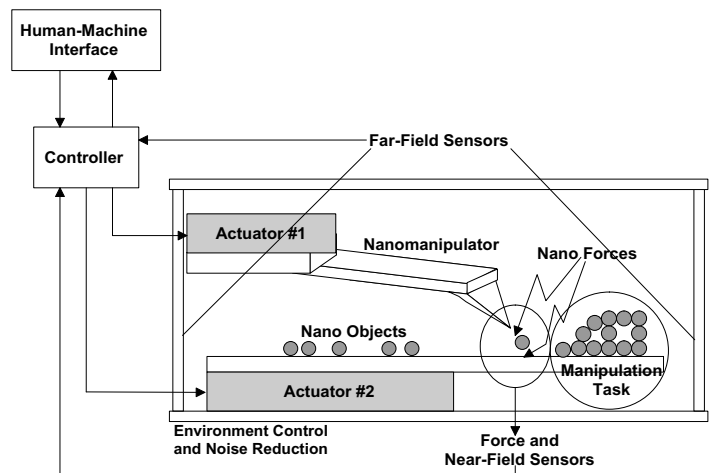 Human-Machine
Interface
Controller
Far-Field Sensors
Actuator #1
Nanomanipulator
Nano Forces
Nano Objects
Manipulation
Task
Actuator #2
Environment Control
and Noise Reduction
Force and
Near-Field Sensors